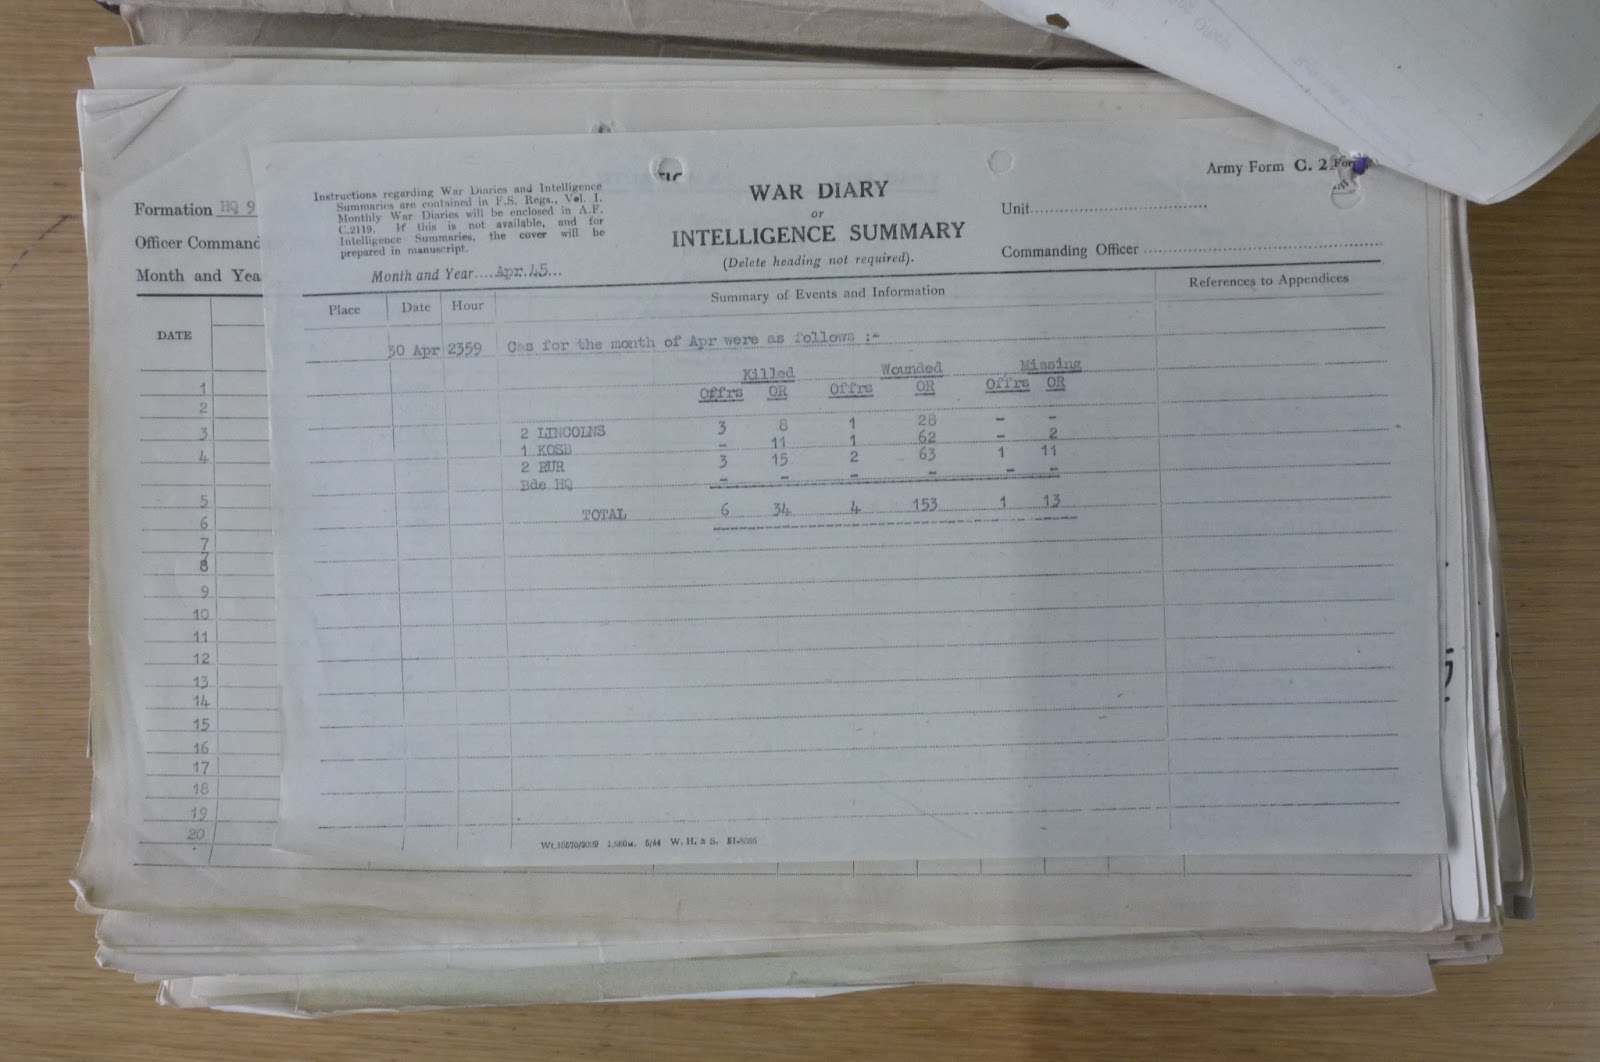 Formation HQ 9
Officer Command
Month and Yea
DATE
1
2
3
4
5
6
7
7
8
9
10
11
12
13
14
15
16
17
18
19
20
Instructions regarding War Diaries and Intelligence
Summaries are contained in F.S. Regs., Vol. I.
Monthly War Diaries will be enclosed in A.F.
C.2119. If this is not available, and for
Intelligence Summaries, the cover will be
prepared in manuscript.
Month and Year....Apr.45...
WAR DIARY
or
INTELLIGENCE SUMMARY
(Delete heading not required).
Army Form C. 2
Unit
Commanding Officer
Place Date Hour Summary of Events and Information References to Appendices
30 Apr 2359 Cas for the month of Apr were as follows :-
Killed Wounded Missing
Offrs OR Offrs OR Offrs OR
2 LINCOLNS 3 8 1 28 - -
1 KOSB - 11 1 62 - 2
2 RUR 3 15 2 63 1 11
Bde HQ - - - - - -
TOTAL 6 34 4 153 1 13
5/44 W. H. & S.